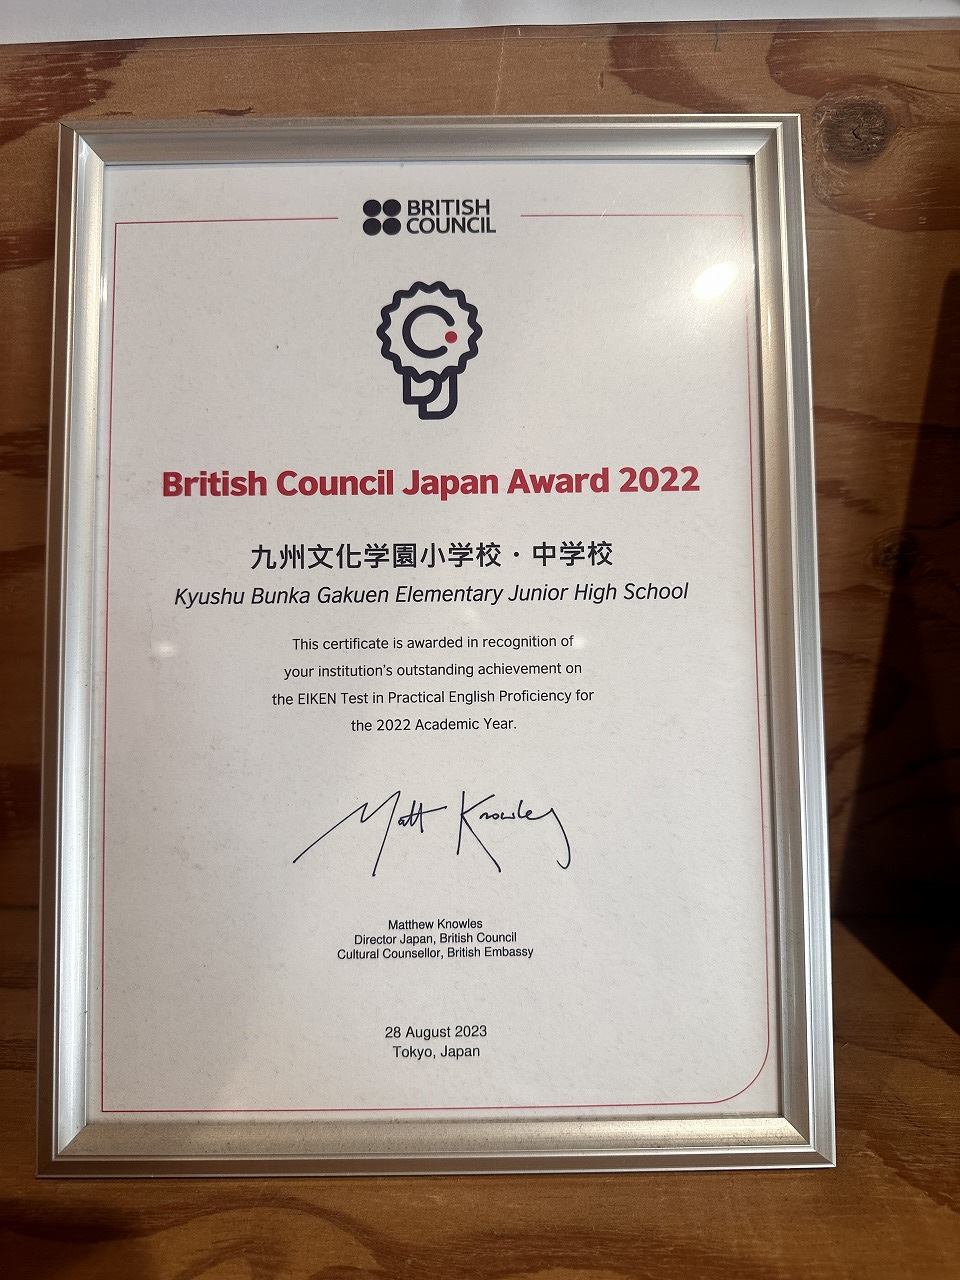 BRITISH
COUNCIL
British Council Japan Award 2022
九州文化学園小学校・中学校
Kyushu Bunka Gakuen Elementary Junior High School
This certificate is awarded in recognition of
your institution's outstanding achievement on
the EIKEN Test in Practical English Proficiency for
the 2022 Academic Year.
Matt Knowles
Matthew Knowles
Director Japan, British Council
Cultural Counsellor, British Embassy
28 August 2023
Tokyo, Japan